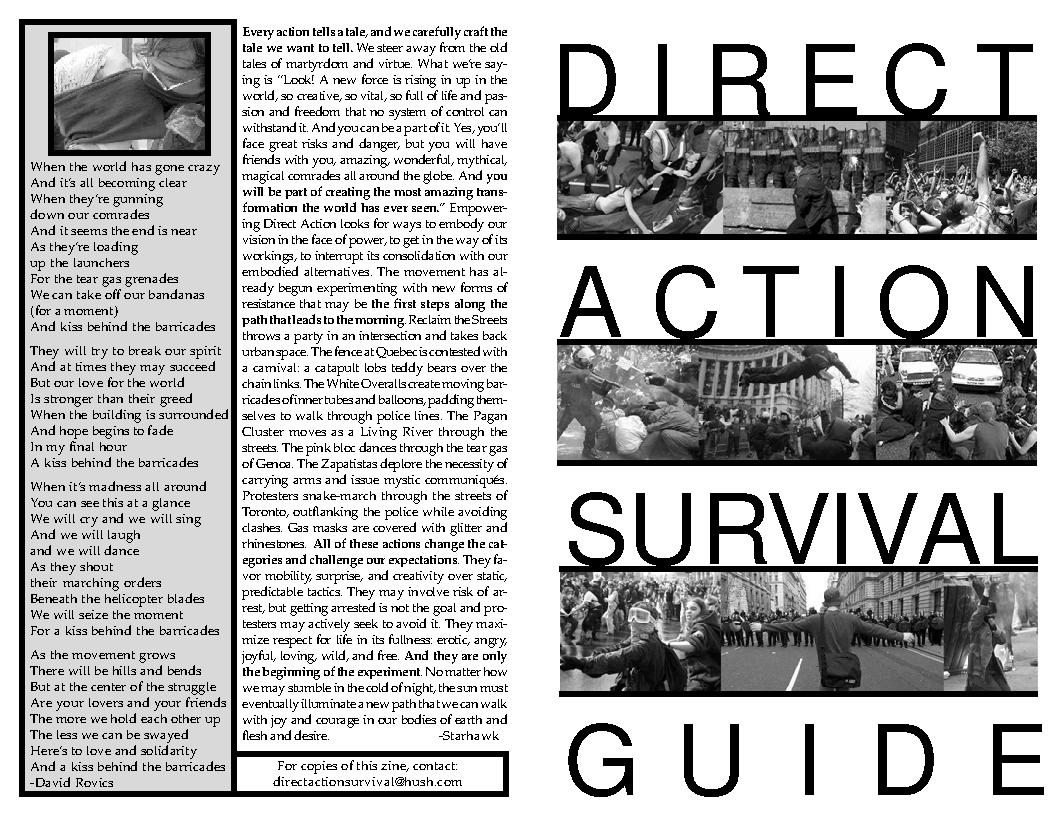 When the world has gone crazy
And it's all becoming clear
When they're gunning
down our comrades
And it seems the end is near
As they're loading
up the launchers
For the tear gas grenades
We can take off our bandanas
(for a moment)
And kiss behind the barricades
They will try to break our spirit
And at times they may succeed
But our love for the world
Is stronger than their greed
When the building is surrounded
And hope begins to fade
In my final hour
A kiss behind the barricades
When it's madness all around
You can see this at a glance
We will cry and we will sing
And we will laugh
and we will dance
As they shout
their marching orders
Beneath the helicopter blades
We will seize the moment
For a kiss behind the barricades
As the movement grows
There will be hills and bends
But at the center of the struggle
Are your lovers and your friends
The more we hold each other up
The less we can be swayed
Here's to love and solidarity
And a kiss behind the barricades
-David Rovics
Every action tells a tale, and we carefully craft the
tale we want to tell. We steer away from the old
tales of martyrdom and virtue. What we're say-
ing is "Look! A new force is rising in up in the
world, so creative, so vital, so full of life and pas-
sion and freedom that no system of control can
withstand it. And you can be a part of it. Yes, you'll
face great risks and danger, but you will have
friends with you, amazing, wonderful, mythical,
magical comrades all around the globe. And you
will be part of creating the most amazing trans-
formation the world has ever seen." Empower-
ing Direct Action looks for ways to embody our
vision in the face of power, to get in the way of its
workings, to interrupt its consolidation with our
embodied alternatives. The movement has al-
ready begun experimenting with new forms of
resistance that may be the first steps along the
path that leads to the morning. Reclaim the Streets
throws a party in an intersection and takes back
urban space. The fence at Quebec is contested with
a carnival: a catapult lobs teddy bears over the
chain links. The White Overalls create moving bar-
ricades of inner tubes and balloons, padding them-
selves to walk through police lines. The Pagan
Cluster moves as a Living River through the
streets. The pink bloc dances through the tear gas
of Genoa. The Zapatistas deplore the necessity of
carrying arms and issue mystic communiqués.
Protesters snake-march through the streets of
Toronto, outflanking the police while avoiding
clashes. Gas masks are covered with glitter and
rhinestones. All of these actions change the cat-
egories and challenge our expectations. They fa-
vor mobility, surprise, and creativity over static,
predictable tactics. They may involve risk of ar-
rest, but getting arrested is not the goal and pro-
testers may actively seek to avoid it. They maxi-
mize respect for life in its fullness: erotic, angry,
joyful, loving, wild, and free. And they are only
the beginning of the experiment. No matter how
we may stumble in the cold of night, the sun must
eventually illuminate a new path that we can walk
with joy and courage in our bodies of earth and
flesh and desire. -Starhawk
For copies of this zine, contact:
directactionsurvival@hush.com
DIRECT
ACTION
SURVIVAL
GUIDE